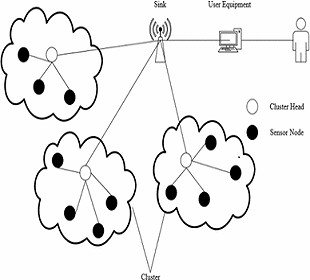 Sink
User Equipment
Cluster Head
Sensor Node
Cluster